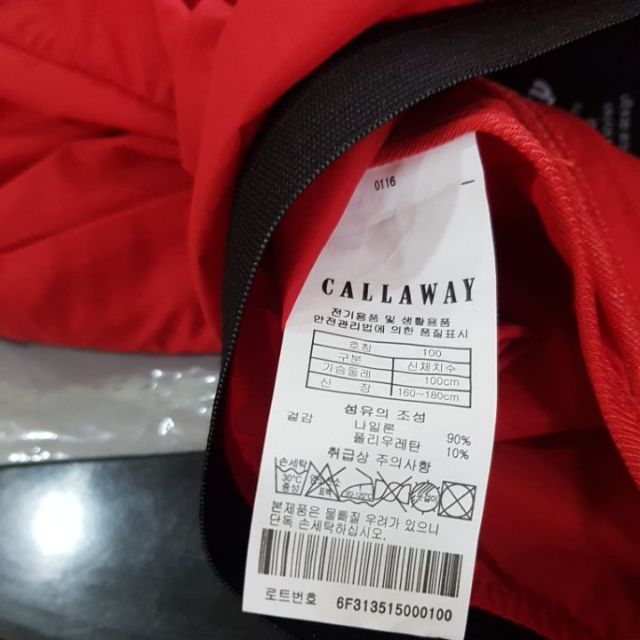 0116
CALLAWAY
전기용품 및 생활용품
안전관리법에 의한 품질표시
호칭 100
구분 신체치수
가슴둘레 100cm
신 장 160~180cm
섬유의 조성
겉감 나일론 90%
폴리우레탄 10%
취급상 주의사항
손세탁
30℃
중성
본제품은 물빠질 우려가 있으니
단독 손세탁하십시오.
로트번호 6F313515000100